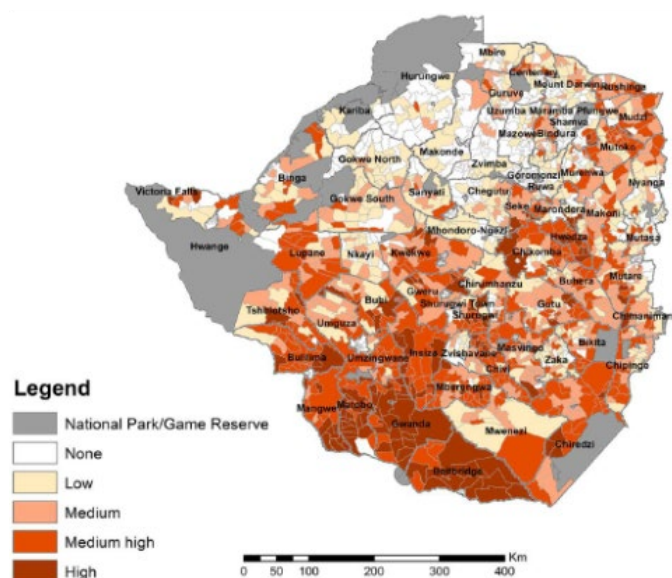 Mbire
Centenary
Hurungwe
Mount Darwin
Rushinga
Guruve
Kariba
Uzumba Maramba Pfungwe
Shamva
Mudzi
Mazowe
Bindura
Makonde
Mutoko
Gokwe North
Zvimba
Murehwa
Binga
Goromonzi
Nyanga
Sanyati
Chegutu
Ruwa
Victoria Falls
Gokwe South
Seke
Marondera
Makoni
Mhondoro-Ngezi
Mutasa
Hwange
Hwedza
Lupane
Nkayi
Kwekwe
Chikomba
Mutare
Gweru
Chirumhanzu
Buhera
Tsholotsho
Bubi
Shurugwi Town
Gutu
Chimanimani
Umguza
Shurugwi
Bikita
Bulilima
Umzingwane
Insiza
Zvishavane
Masvingo
Zaka
Chivi
Chipinge
Legend
Mberengwa
Mangwe
Matobo
National Park/Game Reserve
Gwanda
Mwenezi
None
Chiredzi
Low
Beitbridge
Medium
Medium high
Km
High
0 50 100 200 300 400